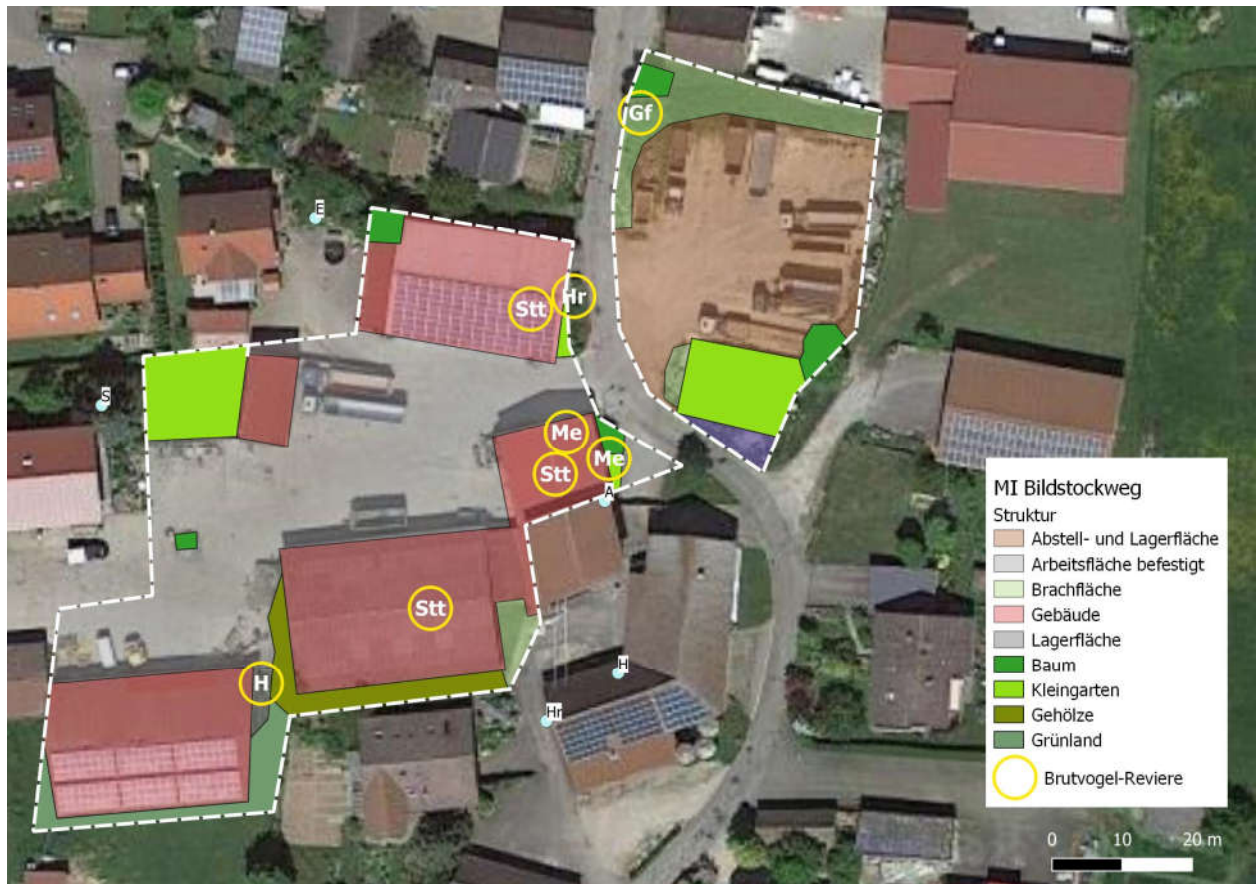 Gf
E
Hr
Stt
S
Me
Me
Stt
A
Stt
H
H
Hr
MI Bildstockweg
Struktur
Abstell- und Lagerfläche
Arbeitsfläche befestigt
Brachfläche
Gebäude
Lagerfläche
Baum
Kleingarten
Gehölze
Grünland
Brutvogel-Reviere
0 10 20 m